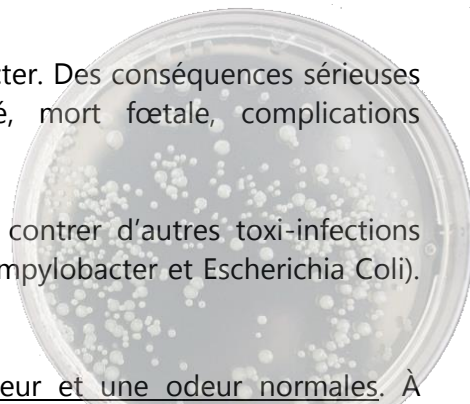 tter. Des conséquences sérieuses
é, mort fœtale, complications
contrer d'autres toxi-infections
mpylobacter et Escherichia Coli).
eur et une odeur normales. À